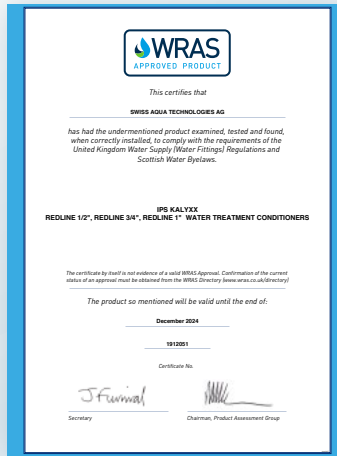 WRAS
APPROVED PRODUCT
This certifies that
SWISS AQUA TECHNOLOGIES AG
has had the undermentioned product examined, tested and found,
when correctly installed, to comply with the requirements of the
United Kingdom Water Supply (Water Fittings) Regulations and
Scottish Water Byelaws.
IPS KALYXX
REDLINE 1/2", REDLINE 3/4", REDLINE 1" WATER TREATMENT CONDITIONERS
The certificate by itself is not evidence of a valid WRAS Approval. Confirmation of the current
status of an approval must be obtained from the WRAS Directory (www.wras.co.uk/directory)
The product so mentioned will be valid until the end of:
December 2024
1912051
Certificate No.
J Furnival
Secretary
Chairman, Product Assessment Group